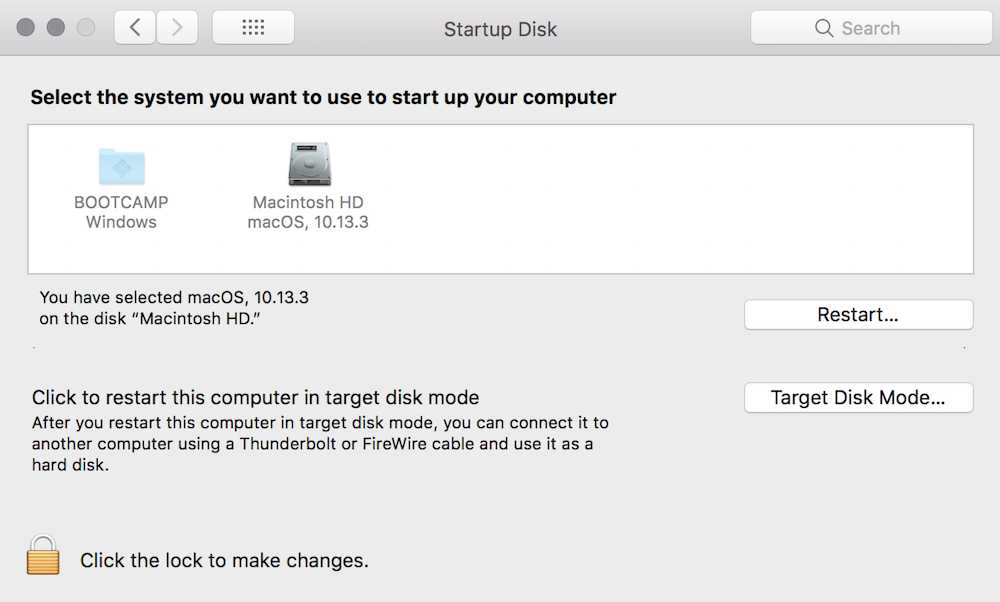 Startup Disk
Search
Select the system you want to use to start up your computer
BOOTCAMP
Windows
Macintosh HD
macOS, 10.13.3
You have selected macOS, 10.13.3
on the disk “Macintosh HD.”
Restart...
Click to restart this computer in target disk mode
Target Disk Mode...
After you restart this computer in target disk mode, you can connect it to
another computer using a Thunderbolt or FireWire cable and use it as a
hard disk.
Click the lock to make changes.